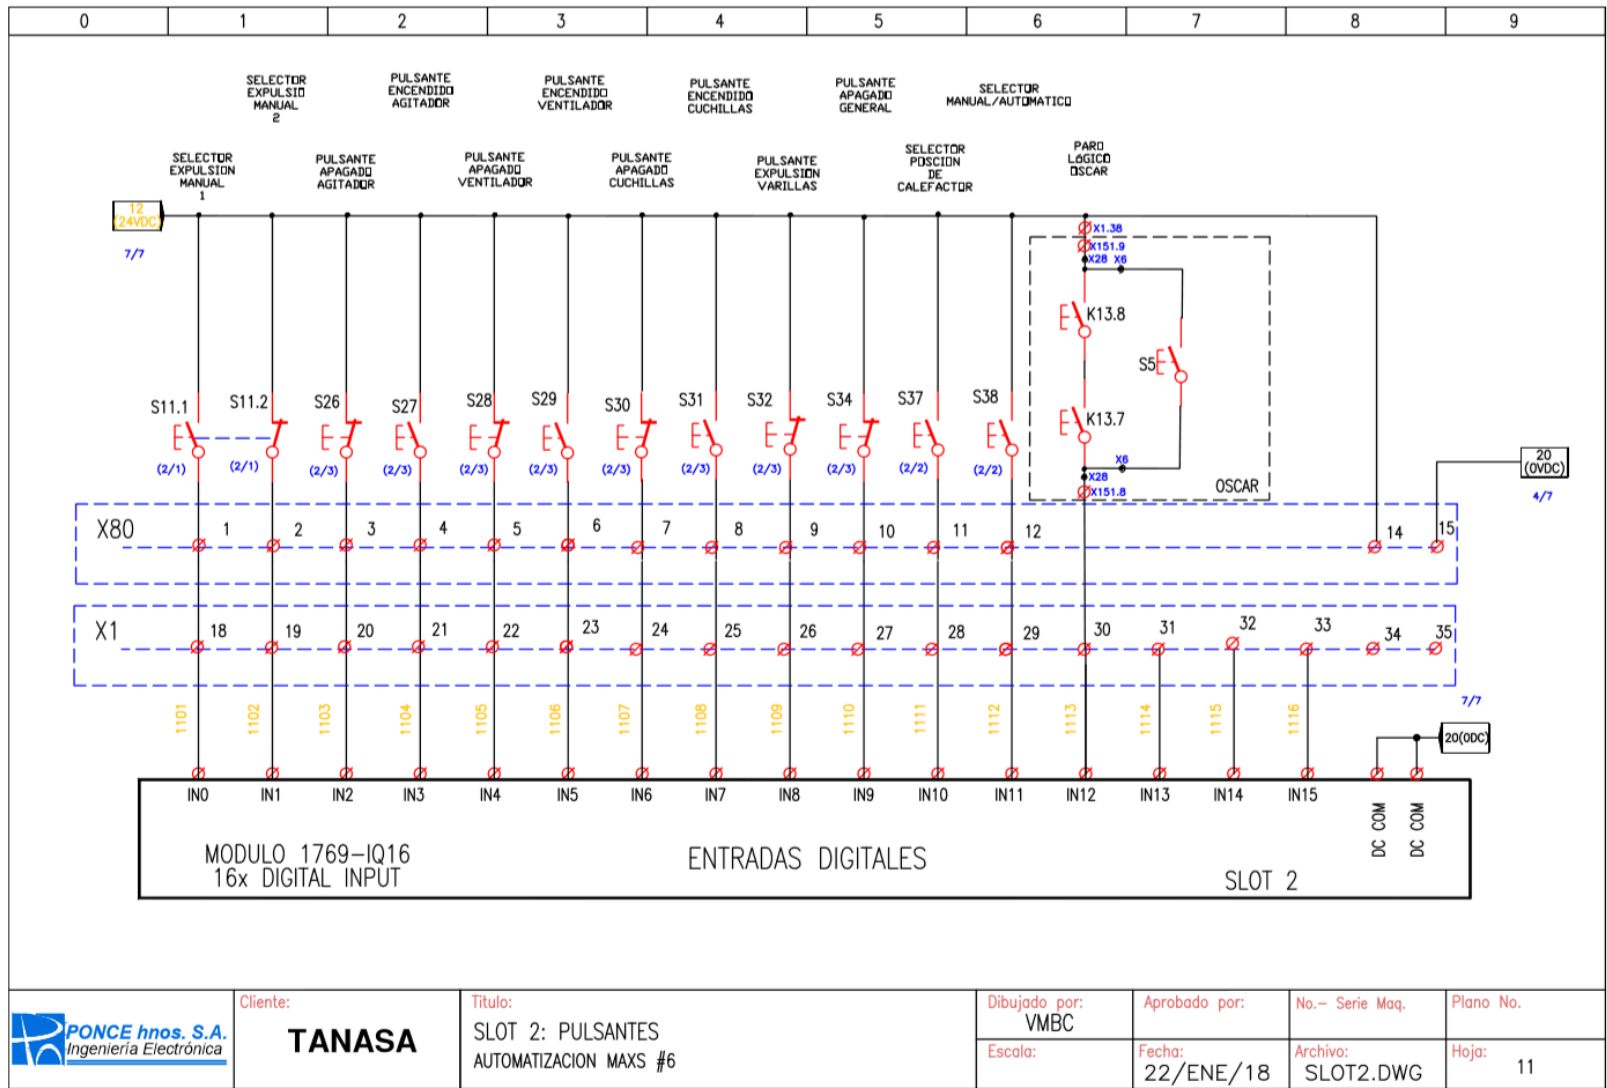 0 1 2 3 4 5 6 7 8 9
SELECTOR
EXPULSIO
MANUAL
2
PULSANTE
ENCENDIDO
AGITADOR
PULSANTE
ENCENDIDO
VENTILADOR
PULSANTE
ENCENDIDO
CUCHILLAS
PULSANTE
APAGADO
GENERAL
SELECTOR
MANUAL/AUTOMATICO
SELECTOR
EXPULSION
MANUAL
1
PULSANTE
APAGADO
AGITADOR
PULSANTE
APAGADO
VENTILADOR
PULSANTE
APAGADO
CUCHILLAS
PULSANTE
EXPULSION
VARILLAS
SELECTOR
POSCION
DE
CALEFACTOR
PARO
LÓGICO
OSCAR
12
(24VDC)
7/7
X1.38
X151.9
X28 X6
K13.8
S5
K13.7
X6
X28
X151.8
OSCAR
S11.1 S11.2 S26 S27 S28 S29 S30 S31 S32 S34 S37 S38
(2/1) (2/1) (2/3) (2/3) (2/3) (2/3) (2/3) (2/3) (2/3) (2/3) (2/2) (2/2)
20
(0VDC)
4/7
X80 1 2 3 4 5 6 7 8 9 10 11 12 14 15
X1 18 19 20 21 22 23 24 25 26 27 28 29 30 31 32 33 34 35
1101 1102 1103 1104 1105 1106 1107 1108 1109 1110 1111 1112 1113 1114 1115 1116
7/7
20(0DC)
IN0 IN1 IN2 IN3 IN4 IN5 IN6 IN7 IN8 IN9 IN10 IN11 IN12 IN13 IN14 IN15
DC COM
DC COM
MODULO 1769-IQ16
16x DIGITAL INPUT
ENTRADAS DIGITALES
SLOT 2
PONCE hnos. S.A.
Ingeniería Electrónica
Cliente:
TANASA
Titulo:
SLOT 2: PULSANTES
AUTOMATIZACION MAXS #6
Dibujado por:
VMBC
Escala:
Aprobado por:
Fecha:
22/ENE/18
No.- Serie Maq.
Archivo:
SLOT2.DWG
Plano No.
Hoja:
11